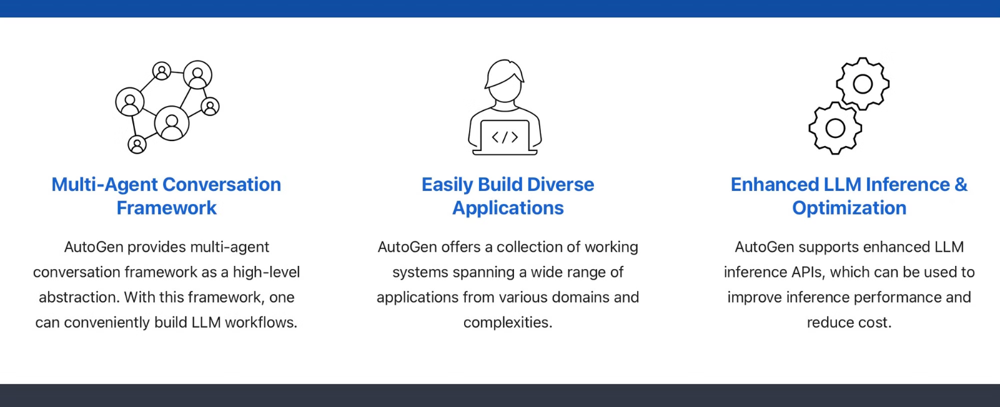 Multi-Agent Conversation
Framework
AutoGen provides multi-agent
conversation framework as a high-level
abstraction. With this framework, one
can conveniently build LLM workflows.
</>
Easily Build Diverse
Applications
AutoGen offers a collection of working
systems spanning a wide range of
applications from various domains and
complexities.
Enhanced LLM Inference &
Optimization
AutoGen supports enhanced LLM
inference APIs, which can be used to
improve inference performance and
reduce cost.